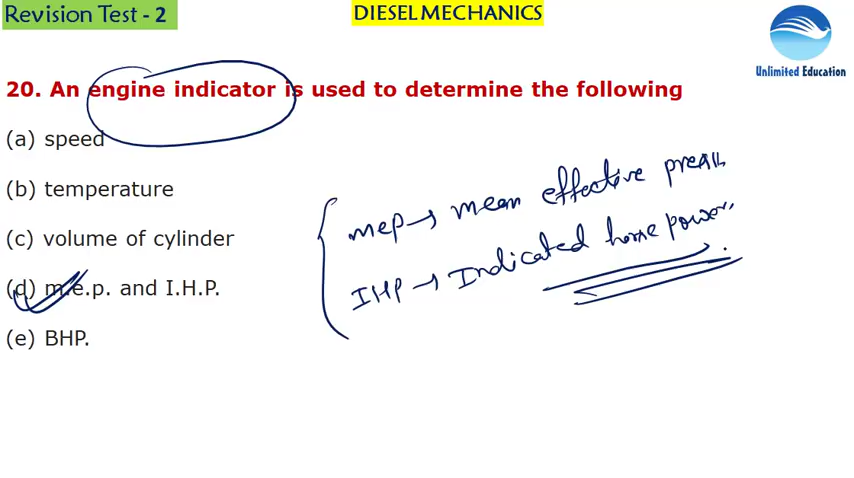 Revision Test - 2
DIESEL MECHANICS
Unlimited Education
20. An engine indicator is used to determine the following
(a) speed
(b) temperature
(c) volume of cylinder
(d) m.e.p. and I.H.P.
(e) BHP.
mep → mean effective
IHP → Indicated horse power.